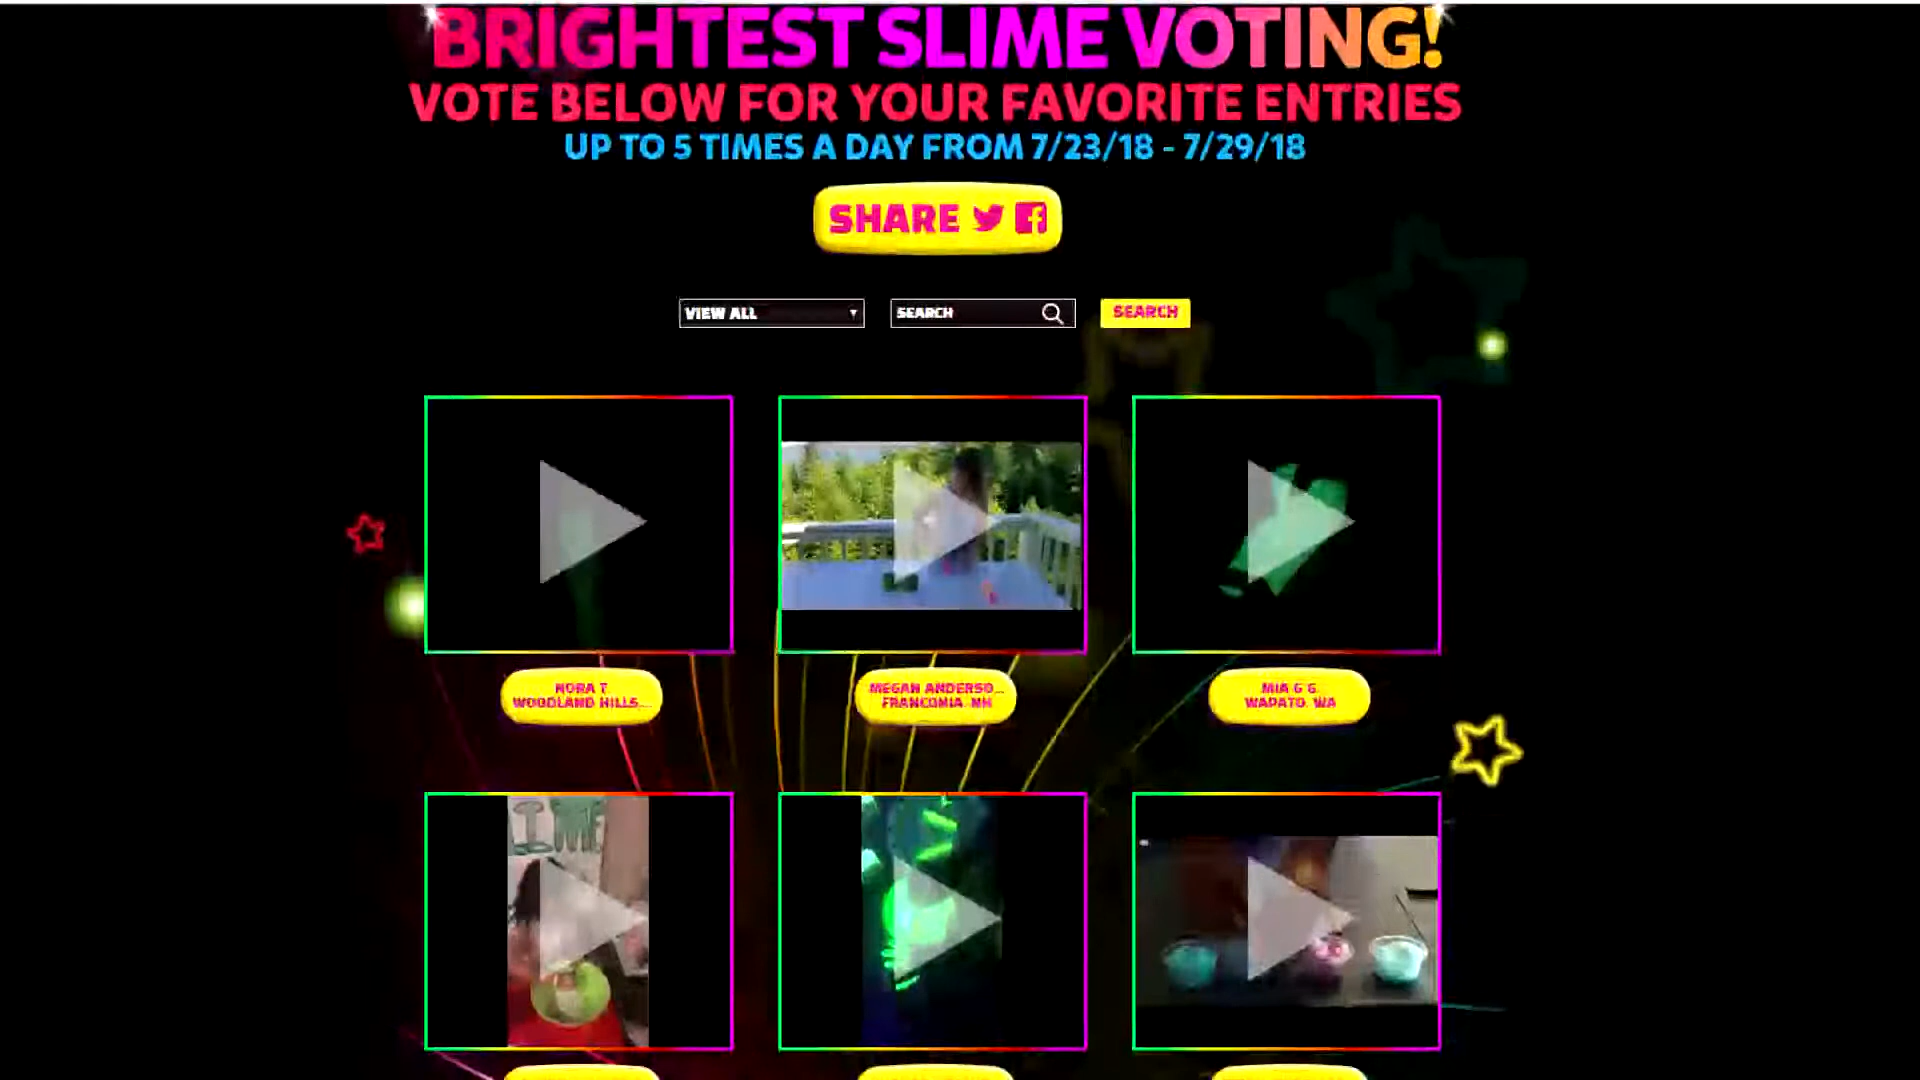 BRIGHTEST SLIME VOTING!
VOTE BELOW FOR YOUR FAVORITE ENTRIES
UP TO 5 TIMES A DAY FROM 7/23/18 - 7/29/18
SHARE
VIEW ALL
SEARCH
SEARCH
NORA T.
WOODLAND HILLS,...
MEGAN ANDERSO...
FRANCONIA, NH
MIA G G.
WAPATO, WA